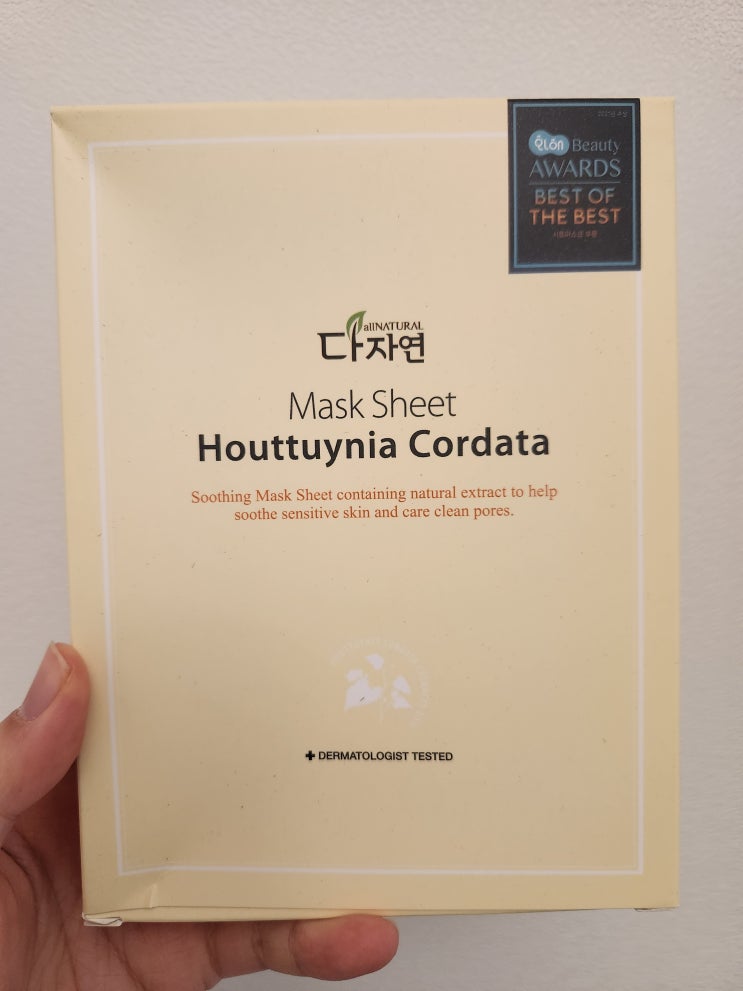 Beauty
AWARDS
BEST OF
THE BEST
allNATURAL
다자연
Mask Sheet
Houttuynia Cordata
Soothing Mask Sheet containing natural extract to help
soothe sensitive skin and care clean pores.
DERMATOLOGIST TESTED